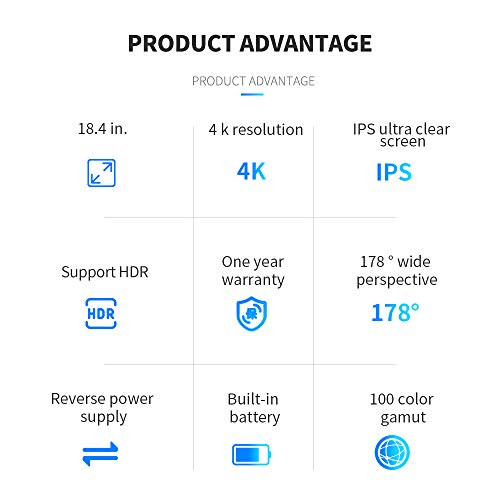 PRODUCT ADVANTAGE
PRODUCT ADVANTAGE
18.4 in.
4 k resolution
IPS ultra clear
screen
4K
IPS
Support HDR
One year
warranty
178 ° wide
perspective
HDR
保
178°
Reverse power
supply
Built-in
battery
100 color
gamut